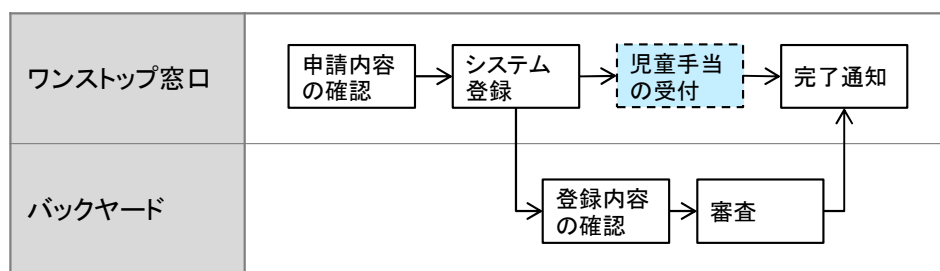 ワンストップ窓口
申請内容
の確認
システム
登録
児童手当
の受付
完了通知
バックヤード
登録内容
の確認
審査